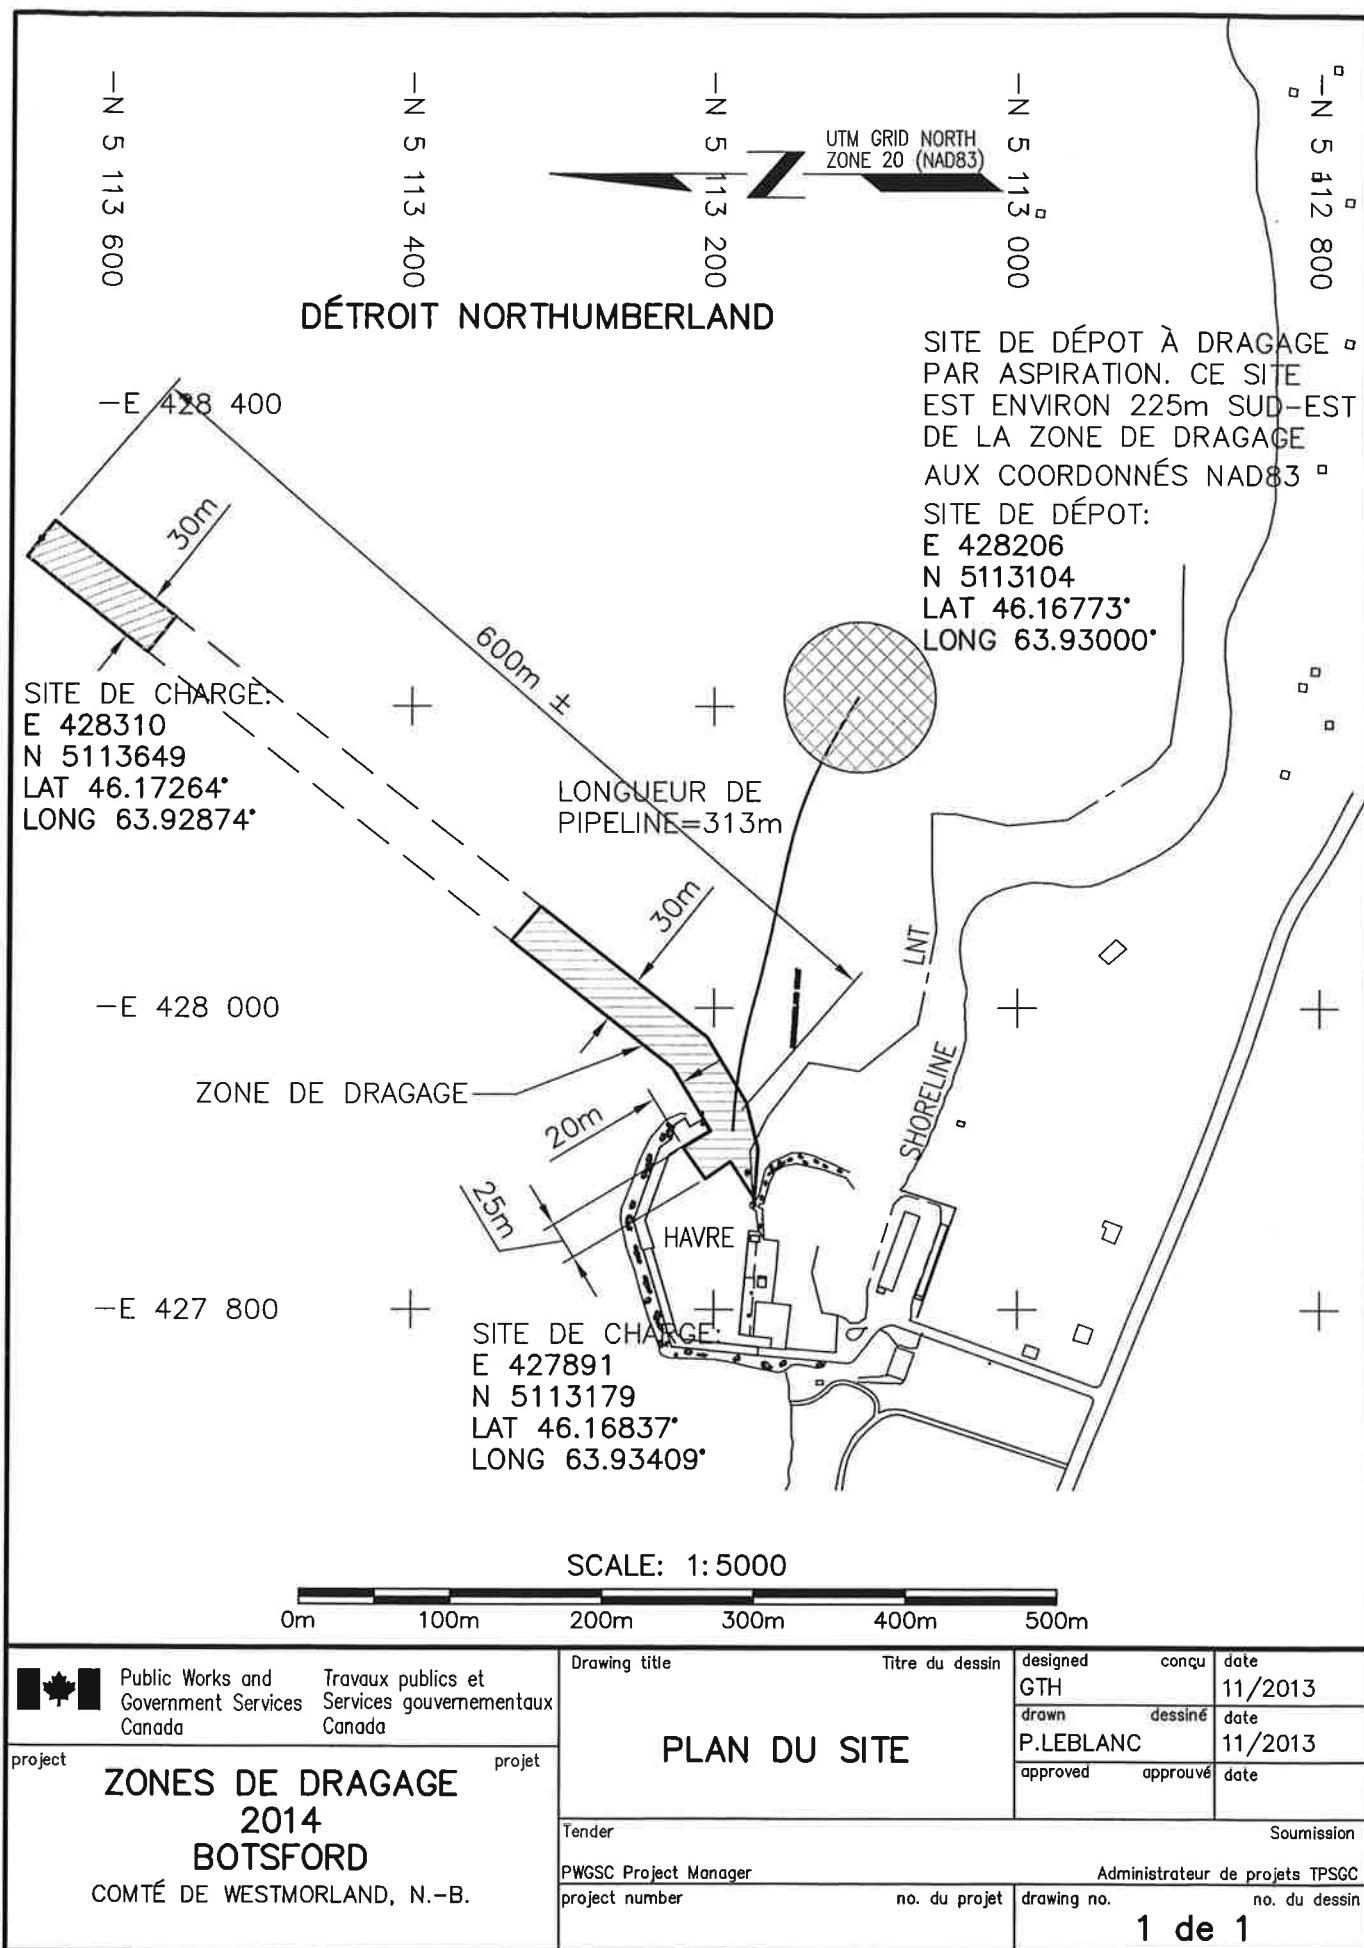 -N 5 113 600
-N 5 113 400
-N 5 113 200
-N 5 113 000
-N 5 112 800
UTM GRID NORTH
ZONE 20 (NAD83)
N
DÉTROIT NORTHUMBERLAND
SITE DE DÉPOT À DRAGAGE
PAR ASPIRATION. CE SITE
EST ENVIRON 225m SUD-EST
DE LA ZONE DE DRAGAGE
AUX COORDONNÉS NAD83
SITE DE DÉPOT:
E 428206
N 5113104
LAT 46.16773°
LONG 63.93000°
-E 428 400
30m
600m ±
SITE DE CHARGE:
E 428310
N 5113649
LAT 46.17264°
LONG 63.92874°
LONGUEUR DE
PIPELINE=313m
30m
LNT
-E 428 000
SHORELINE
ZONE DE DRAGAGE
20m
25m
HAVRE
-E 427 800
SITE DE CHARGE:
E 427891
N 5113179
LAT 46.16837°
LONG 63.93409°
SCALE: 1:5000
0m 100m 200m 300m 400m 500m
Public Works and
Government Services
Canada
Travaux publics et
Services gouvernementaux
Canada
project projet
ZONES DE DRAGAGE
2014
BOTSFORD
COMTÉ DE WESTMORLAND, N.-B.
Drawing title Titre du dessin
PLAN DU SITE
designed conçu date
GTH 11/2013
drawn dessiné date
P.LEBLANC 11/2013
approved approuvé date
Tender Soumission
PWGSC Project Manager Administrateur de projets TPSGC
project number no. du projet
drawing no. no. du dessin
1 de 1